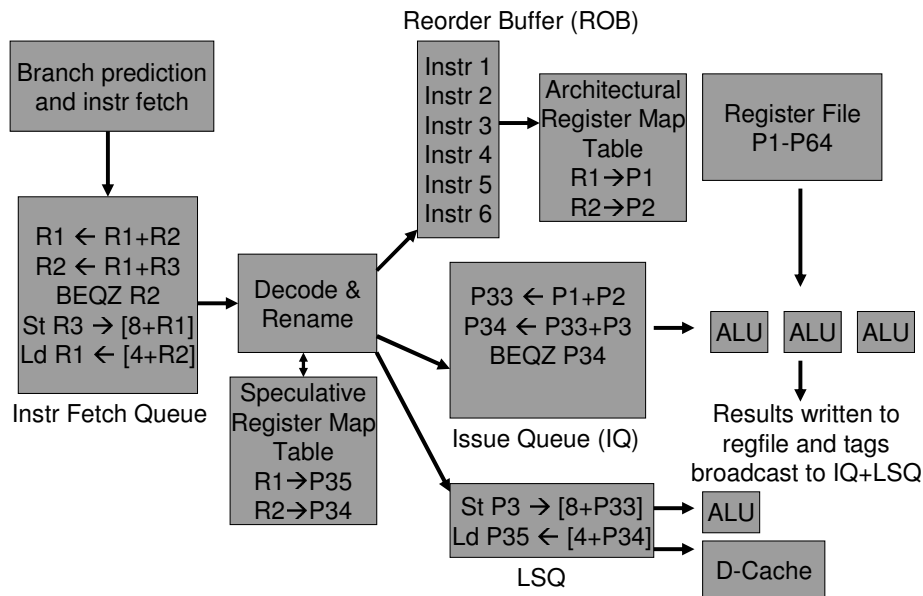 Reorder Buffer (ROB)
Branch prediction
and instr fetch
Instr 1
Instr 2
Instr 3
Instr 4
Instr 5
Instr 6
Architectural
Register Map
Table
R1→P1
R2→P2
Register File
P1-P64
R1 ← R1+R2
R2 ← R1+R3
BEQZ R2
St R3 → [8+R1]
Ld R1 ← [4+R2]
Instr Fetch Queue
Decode &
Rename
Speculative
Register Map
Table
R1→P35
R2→P34
P33 ← P1+P2
P34 ← P33+P3
BEQZ P34
Issue Queue (IQ)
ALU
ALU
ALU
Results written to
regfile and tags
broadcast to IQ+LSQ
St P3 → [8+P33]
Ld P35 ← [4+P34]
LSQ
ALU
D-Cache